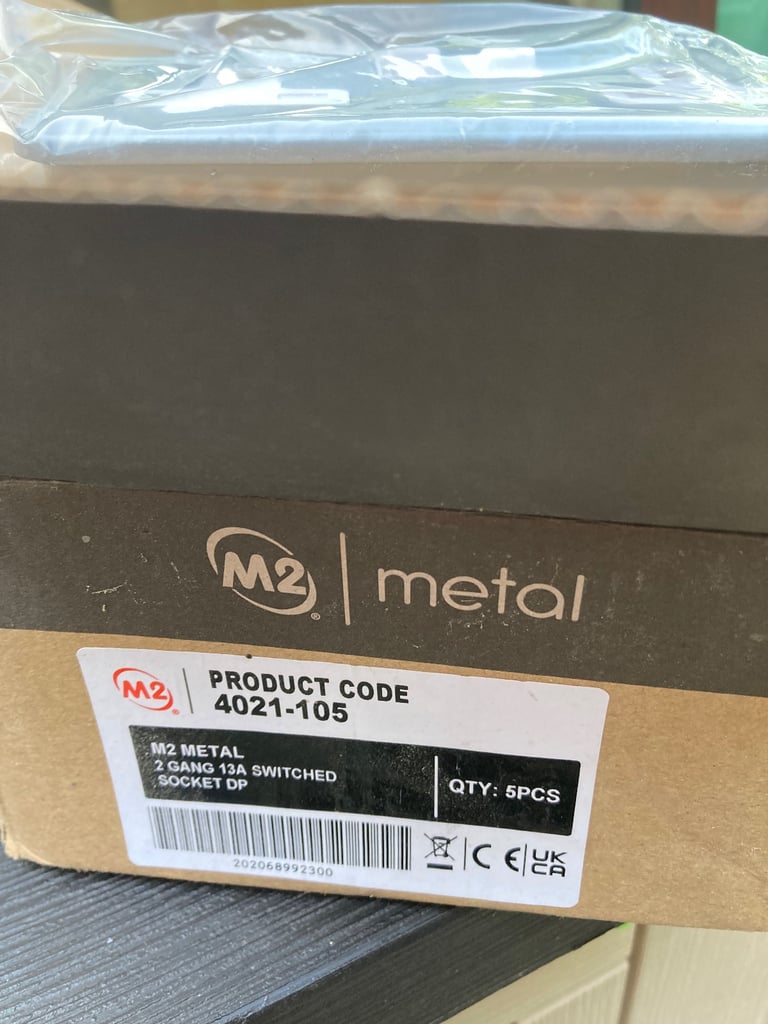 M2 | metal
®
M2 | PRODUCT CODE
® 4021-105
M2 METAL
2 GANG 13A SWITCHED
SOCKET DP
QTY: 5PCS
202068992300
CE UK
CA